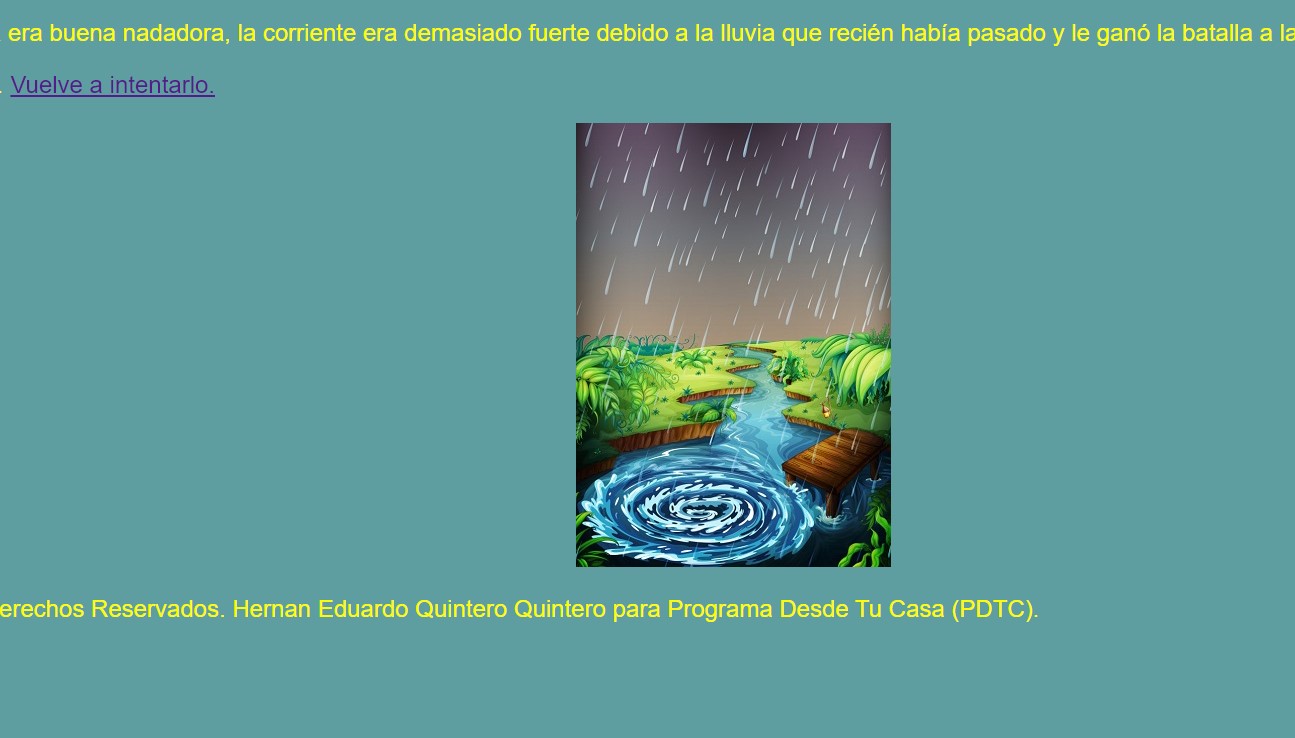 era buena nadadora, la corriente era demasiado fuerte debido a la lluvia que recién había pasado y le ganó la batalla a la
. Vuelve a intentarlo.
erechos Reservados. Hernan Eduardo Quintero Quintero para Programa Desde Tu Casa (PDTC).